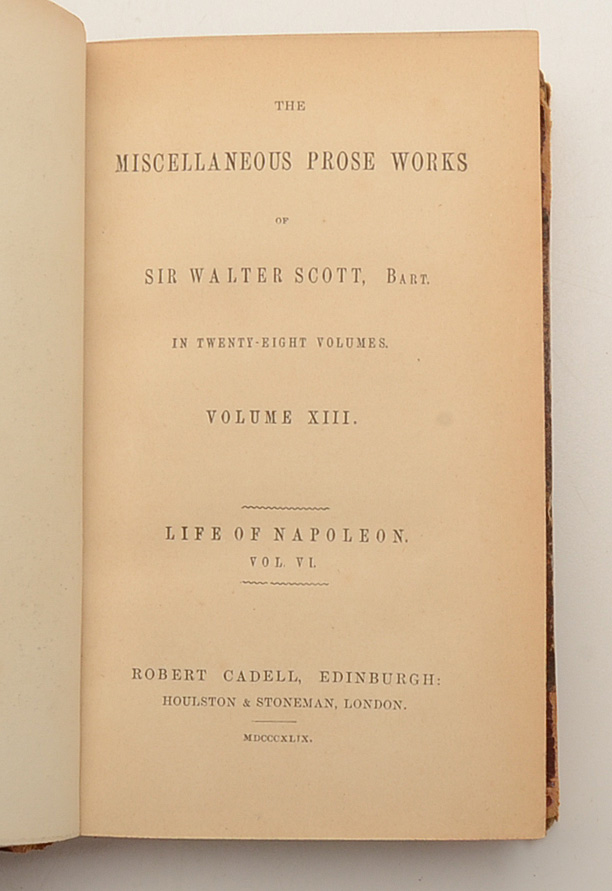 THE
MISCELLANEOUS PROSE WORKS
OF
SIR WALTER SCOTT, BART.
IN TWENTY-EIGHT VOLUMES.
VOLUME XIII.
LIFE OF NAPOLEON.
VOL. VI.
ROBERT CADELL, EDINBURGH:
HOULSTON & STONEMAN, LONDON.
MDCCCXLIX.